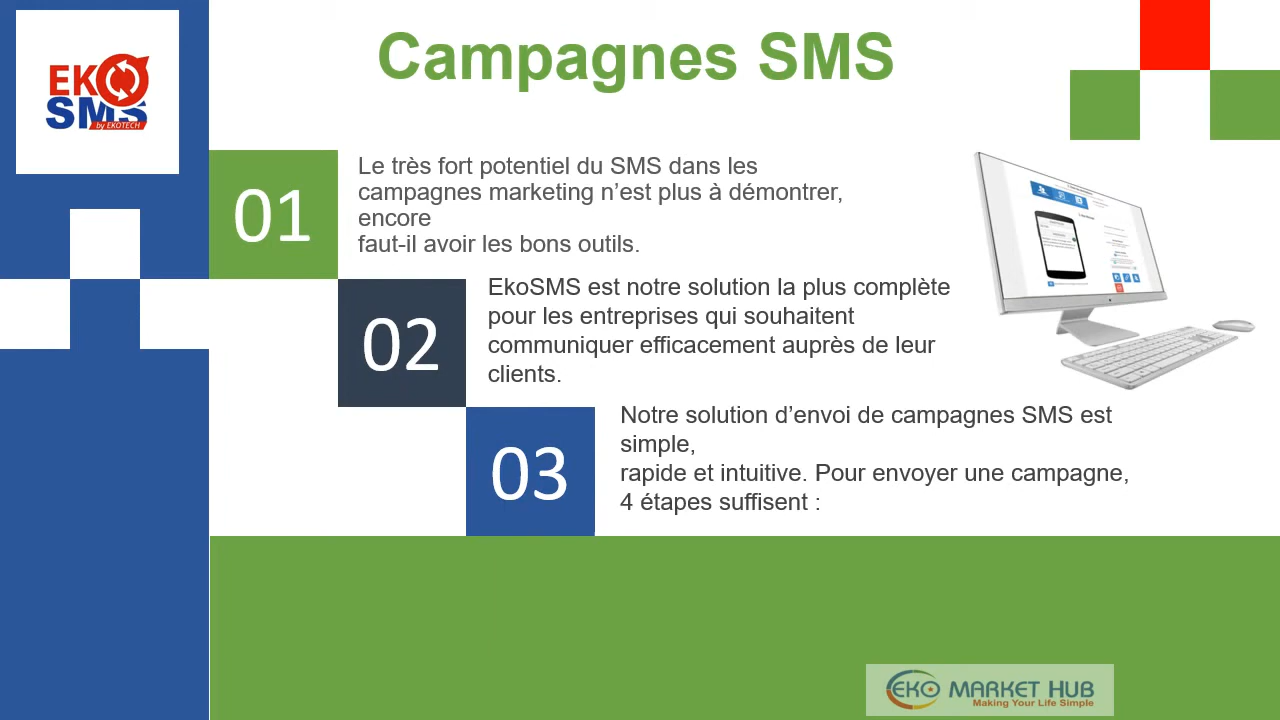 EKO
SMS
by EKOTECH
Campagnes SMS
01
Le très fort potentiel du SMS dans les
campagnes marketing n’est plus à démontrer,
encore
faut-il avoir les bons outils.
02
EkoSMS est notre solution la plus complète
pour les entreprises qui souhaitent
communiquer efficacement auprès de leur
clients.
03
Notre solution d’envoi de campagnes SMS est
simple,
rapide et intuitive. Pour envoyer une campagne,
4 étapes suffisent :
EKO MARKET HUB
Making Your Life Simple